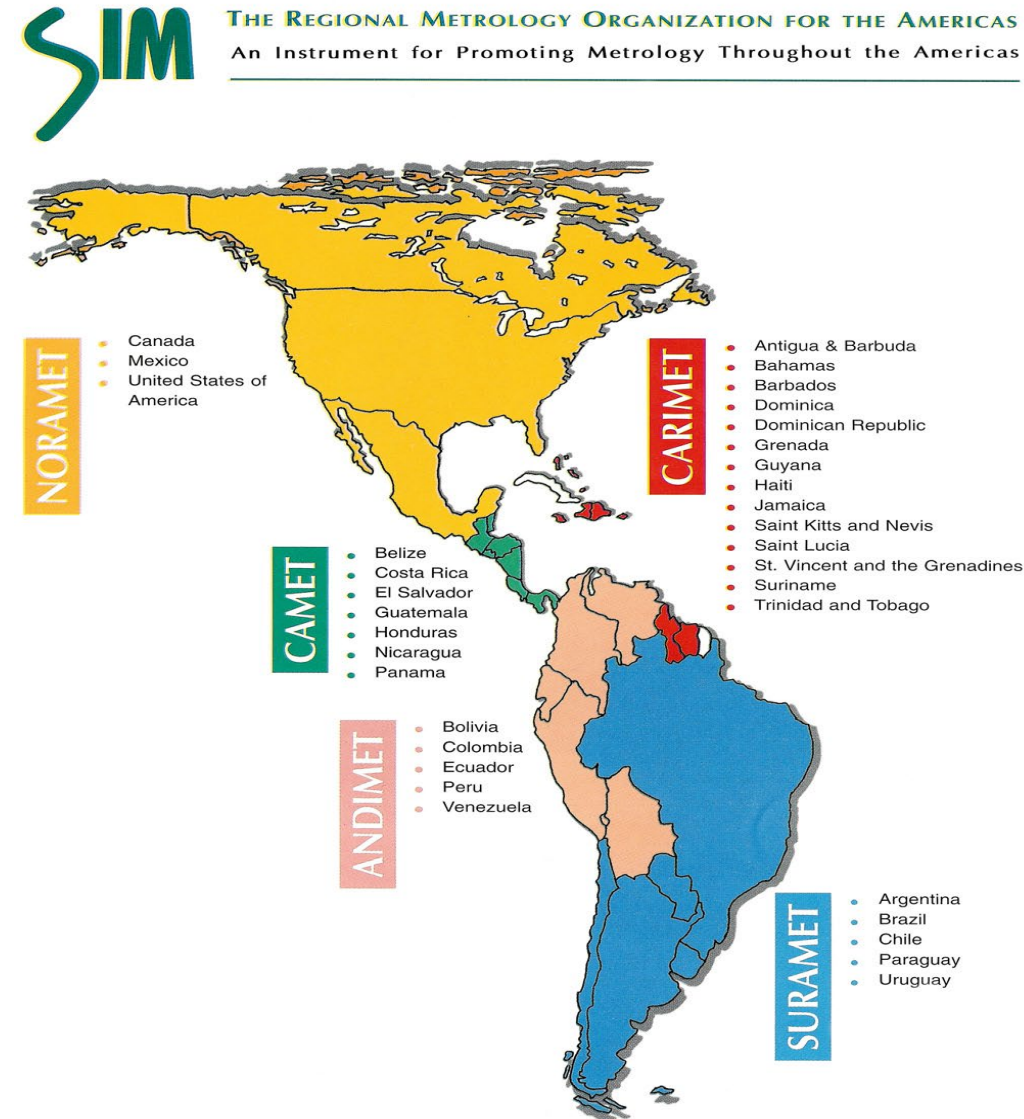 SIM
THE REGIONAL METROLOGY ORGANIZATION FOR THE AMERICAS
An Instrument for Promoting Metrology Throughout the Americas
NORAMET
Canada
Mexico
United States of
America
CARIMET
Antigua & Barbuda
Bahamas
Barbados
Dominica
Dominican Republic
Grenada
Guyana
Haiti
Jamaica
Saint Kitts and Nevis
Saint Lucia
St. Vincent and the Grenadines
Suriname
Trinidad and Tobago
CAMET
Belize
Costa Rica
El Salvador
Guatemala
Honduras
Nicaragua
Panama
ANDIMET
Bolivia
Colombia
Ecuador
Peru
Venezuela
SURAMET
Argentina
Brazil
Chile
Paraguay
Uruguay